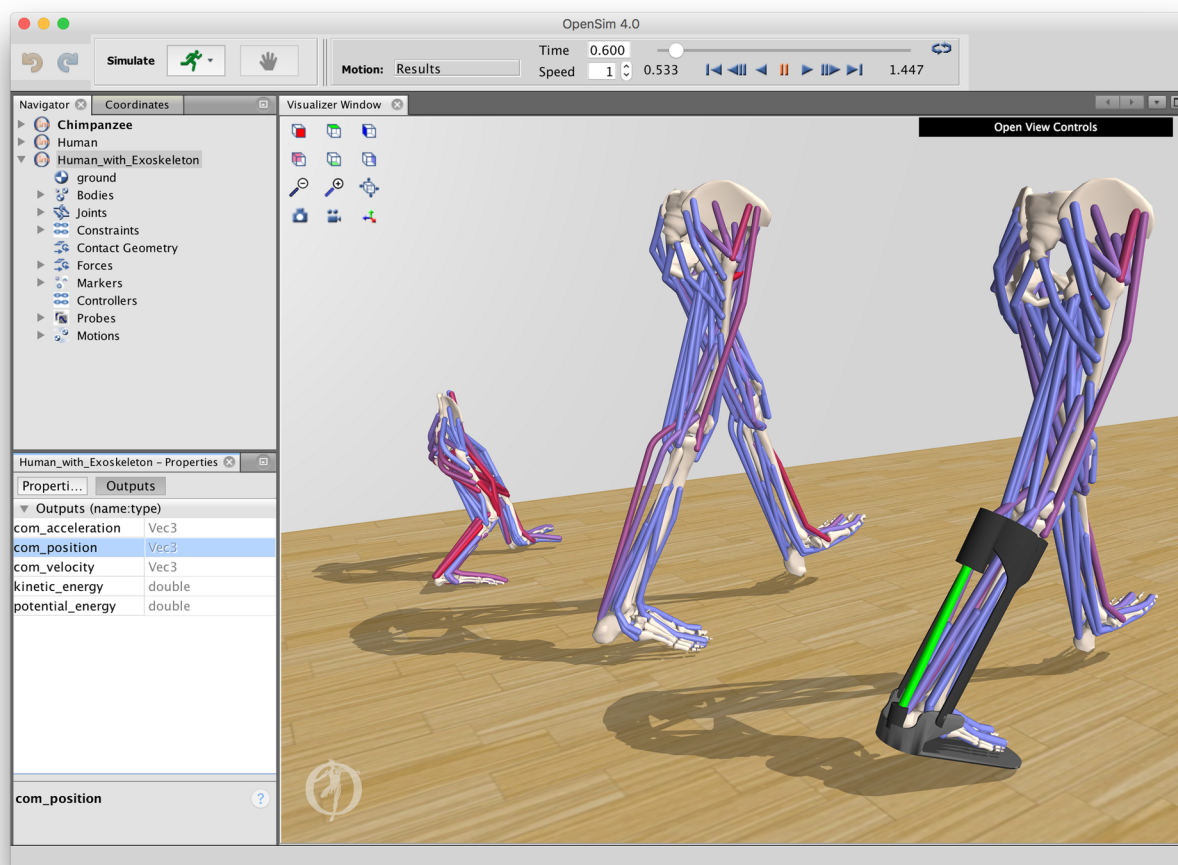 OpenSim 4.0
Simulate
Motion: Results
Time 0.600
Speed 1 0.533 1.447
Navigator Coordinates
Chimpanzee
Human
Human_with_Exoskeleton
ground
Bodies
Joints
Constraints
Contact Geometry
Forces
Markers
Controllers
Probes
Motions
Visualizer Window
Open View Controls
Human_with_Exoskeleton – Properties
Properti... Outputs
Outputs (name:type)
com_acceleration Vec3
com_position Vec3
com_velocity Vec3
kinetic_energy double
potential_energy double
com_position ?